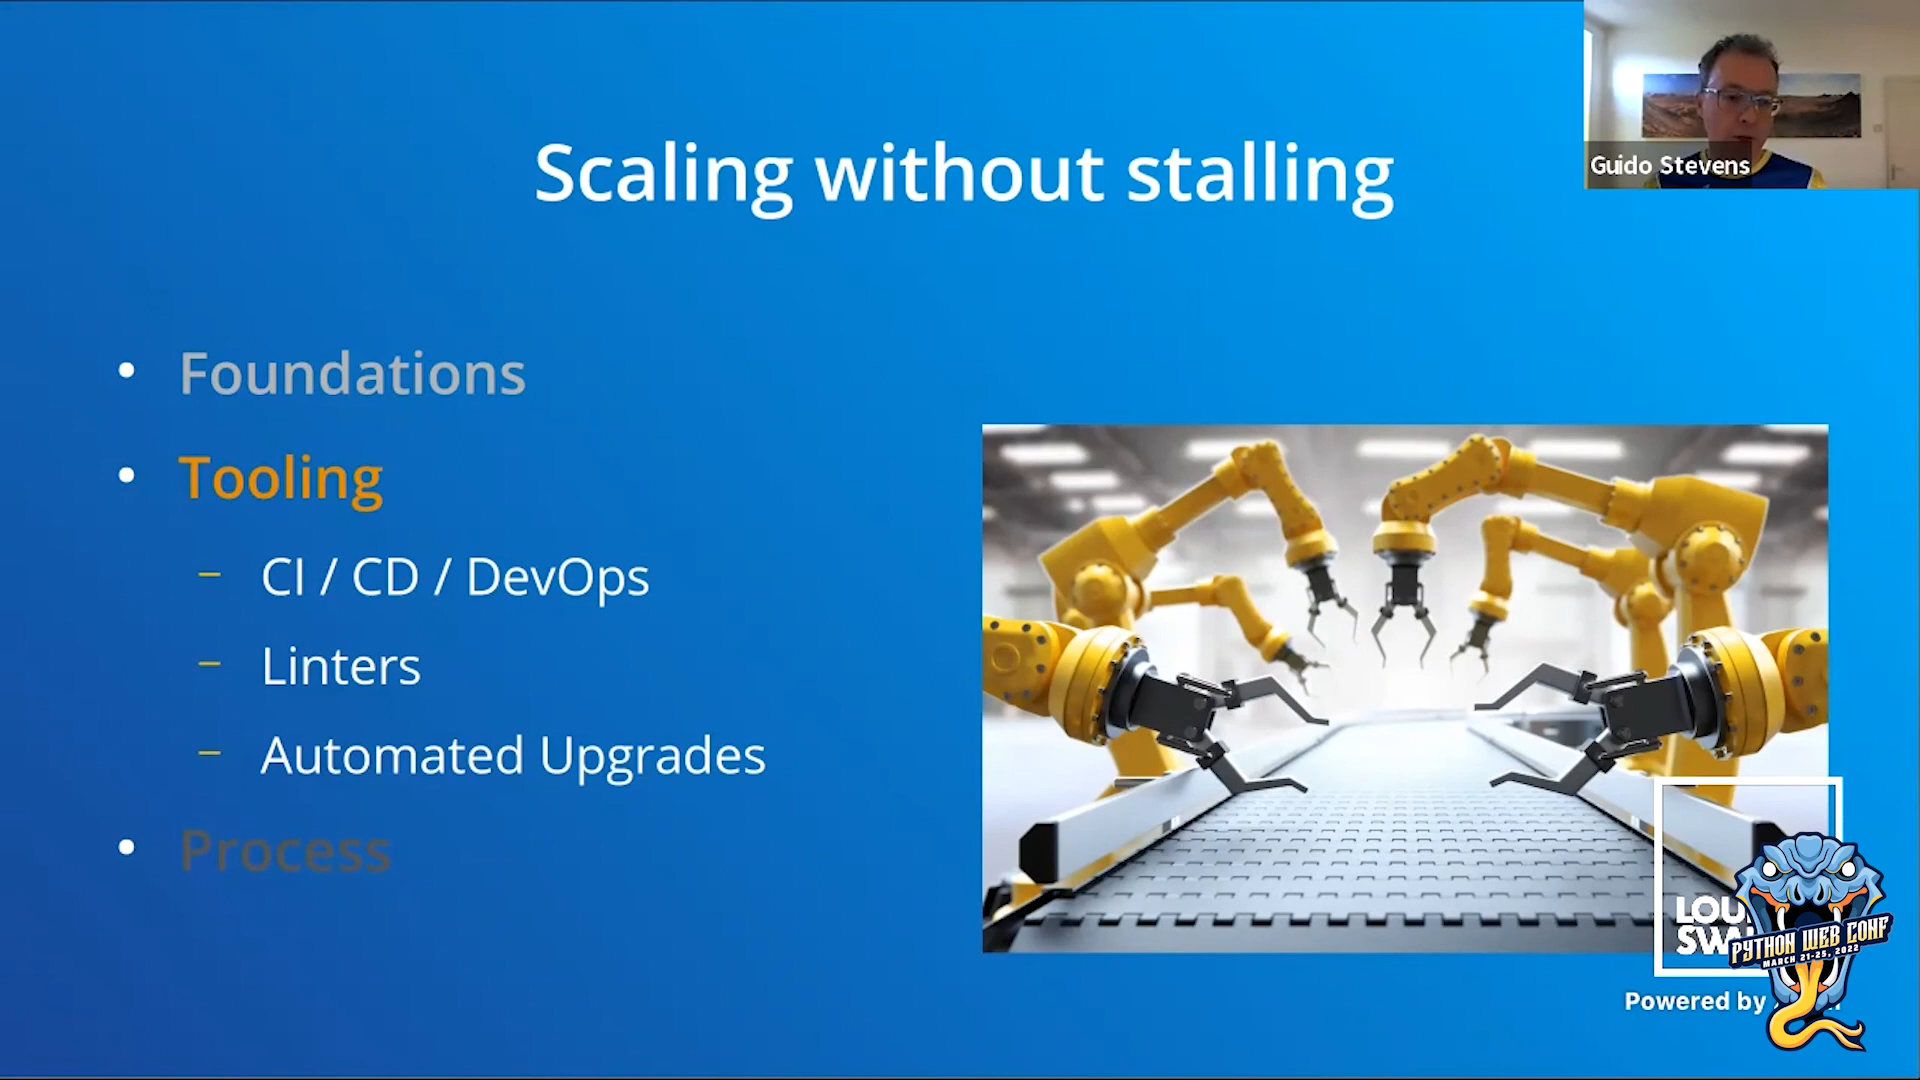 Scaling without stalling
Guido Stevens
Foundations
Tooling
CI / CD / DevOps
Linters
Automated Upgrades
Process
PYTHON WEB CONF
MARCH 21-25, 2022
Powered by